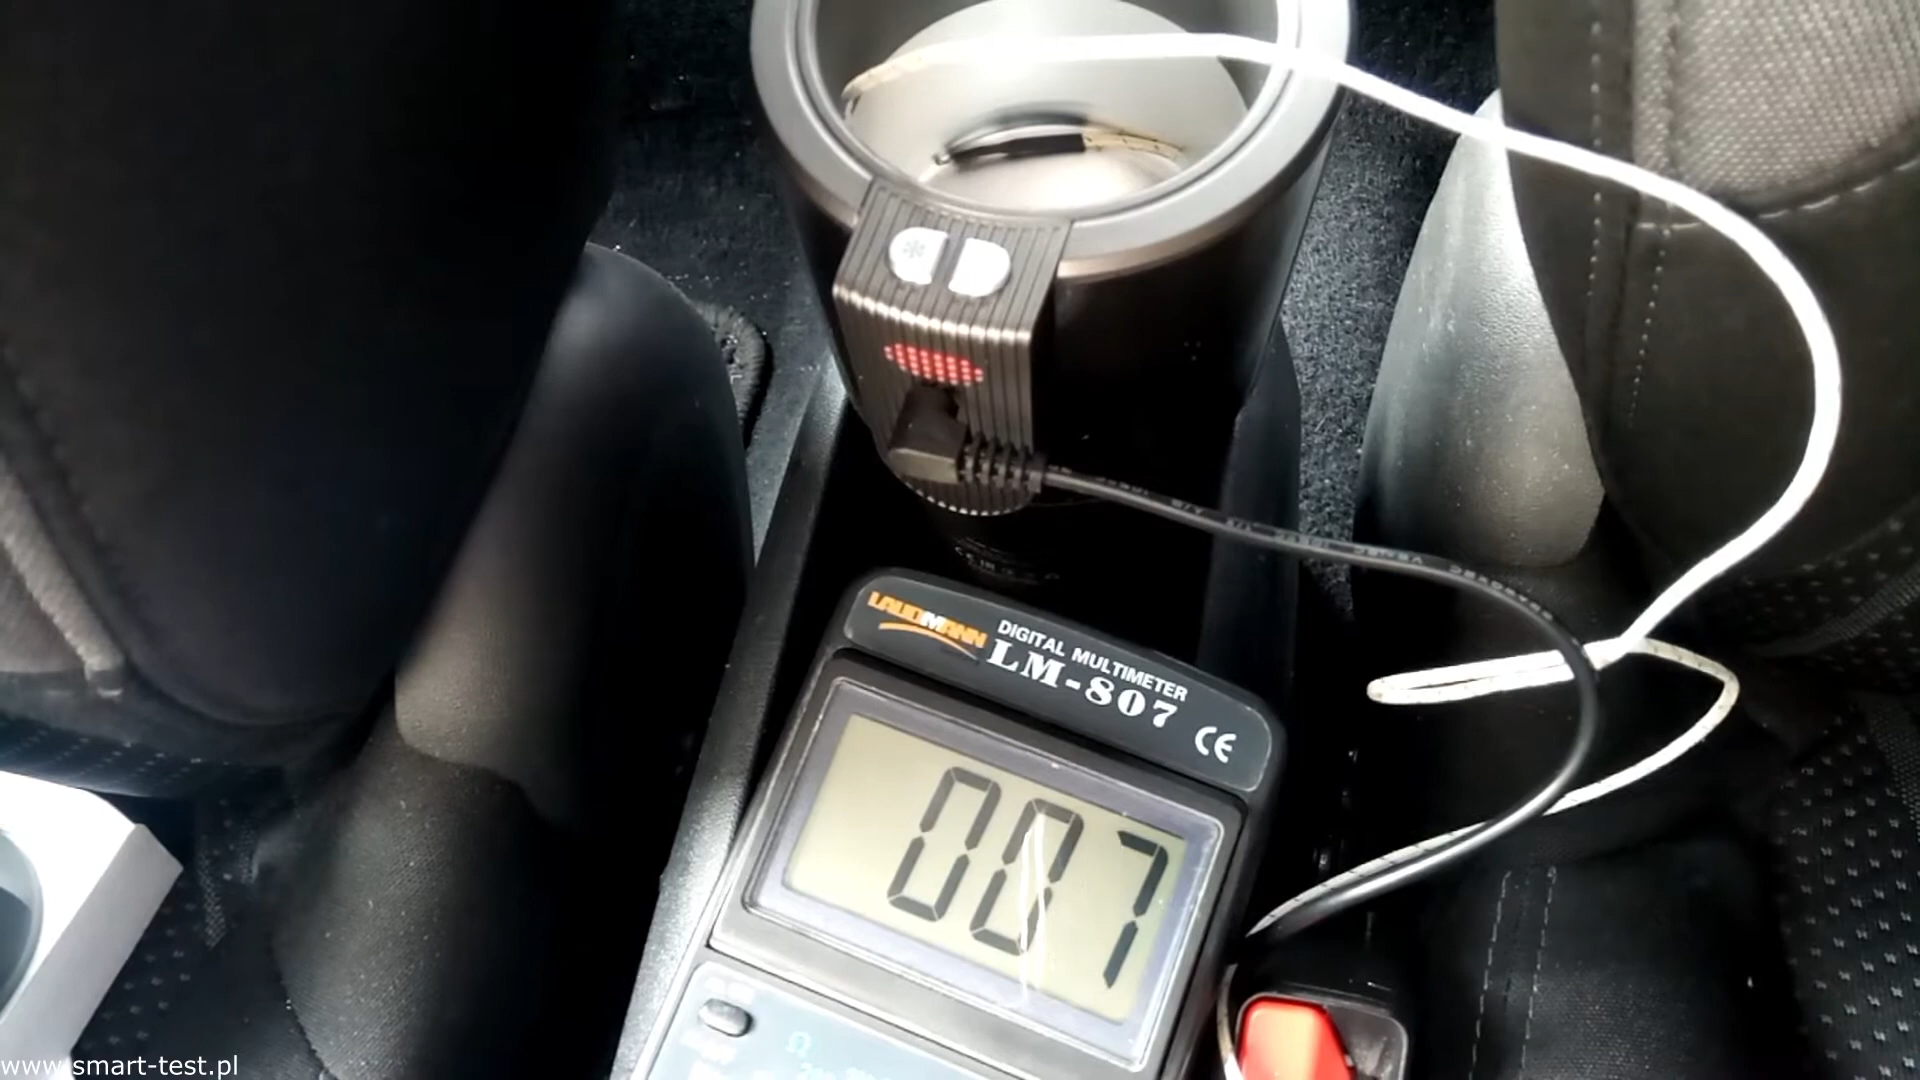 LAUDMANN
DIGITAL MULTIMETER
LM-807
CE
007
Ω
www.smart-test.pl